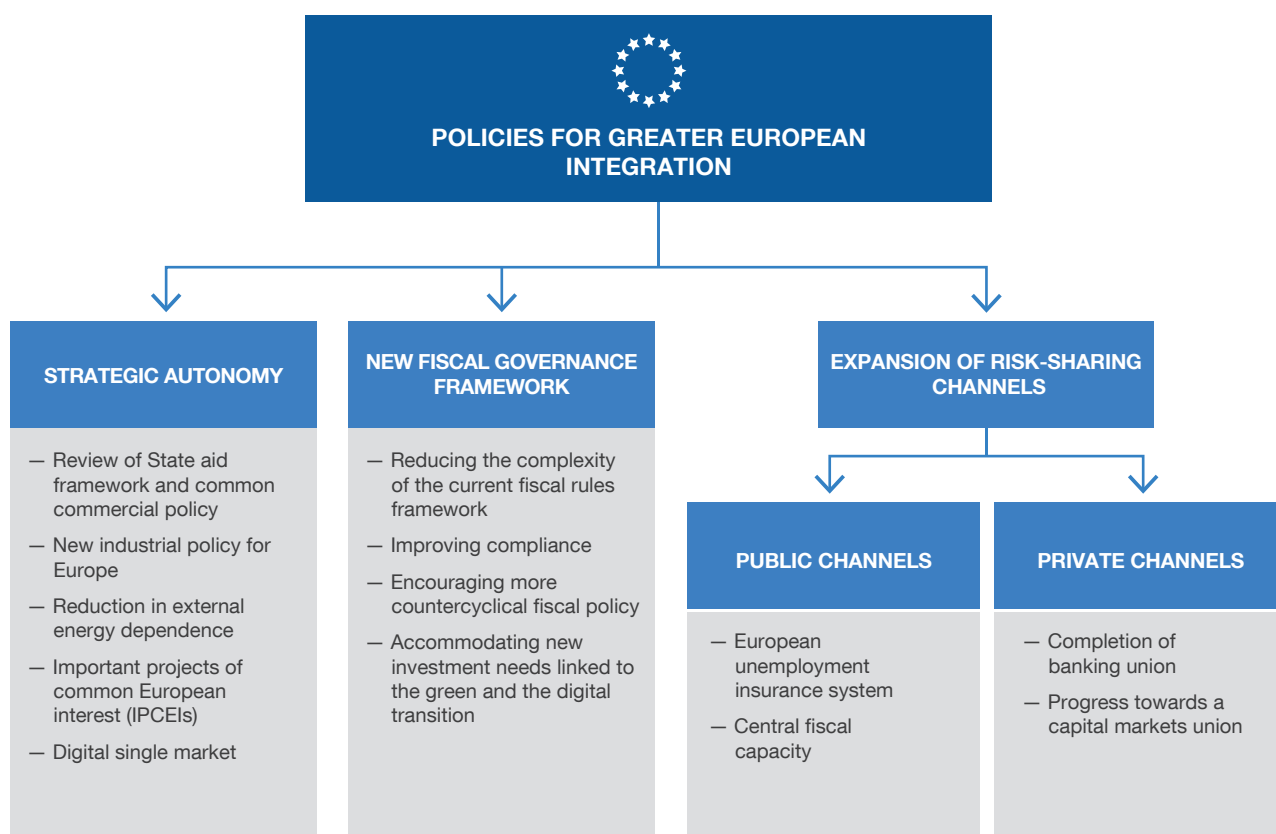 POLICIES FOR GREATER EUROPEAN
INTEGRATION
STRATEGIC AUTONOMY
— Review of State aid
framework and common
commercial policy
— New industrial policy for
Europe
— Reduction in external
energy dependence
— Important projects of
common European
interest (IPCEIs)
— Digital single market
NEW FISCAL GOVERNANCE
FRAMEWORK
— Reducing the complexity
of the current fiscal rules
framework
— Improving compliance
— Encouraging more
countercyclical fiscal policy
— Accommodating new
investment needs linked to
the green and the digital
transition
EXPANSION OF RISK-SHARING
CHANNELS
PUBLIC CHANNELS
— European
unemployment
insurance system
— Central fiscal
capacity
PRIVATE CHANNELS
— Completion of
banking union
— Progress towards a
capital markets union